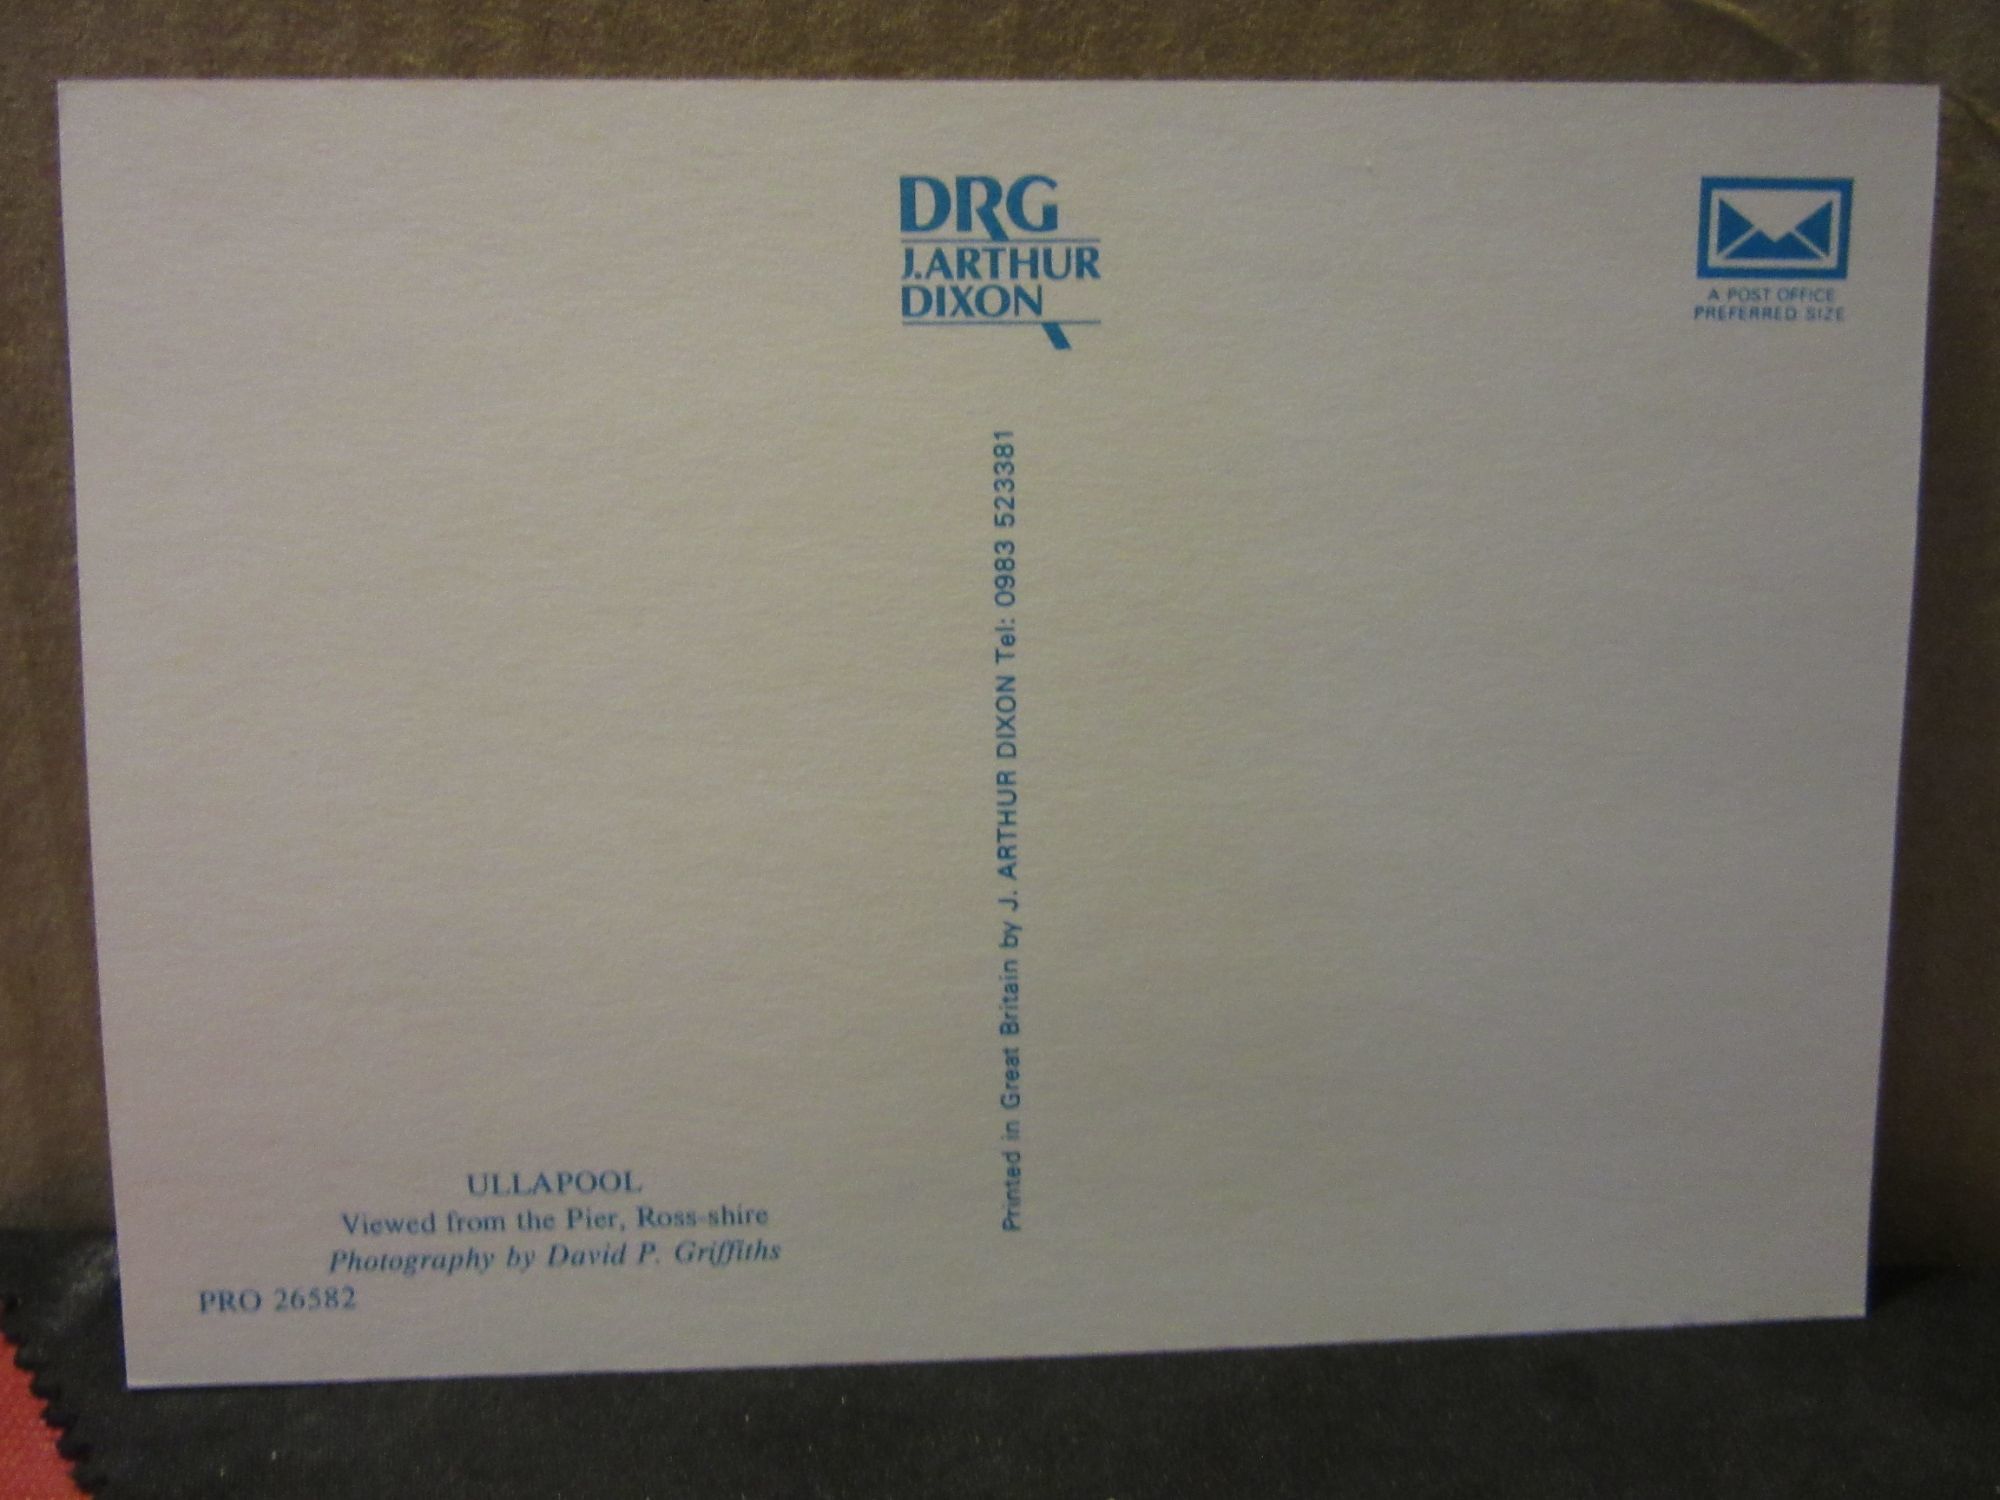 DRG
J.ARTHUR
DIXON
A POST OFFICE
PREFERRED SIZE
Printed in Great Britain by J. ARTHUR DIXON Tel: 0983 523381
ULLAPOOL
Viewed from the Pier, Ross-shire
Photography by David P. Griffiths
PRO 26582